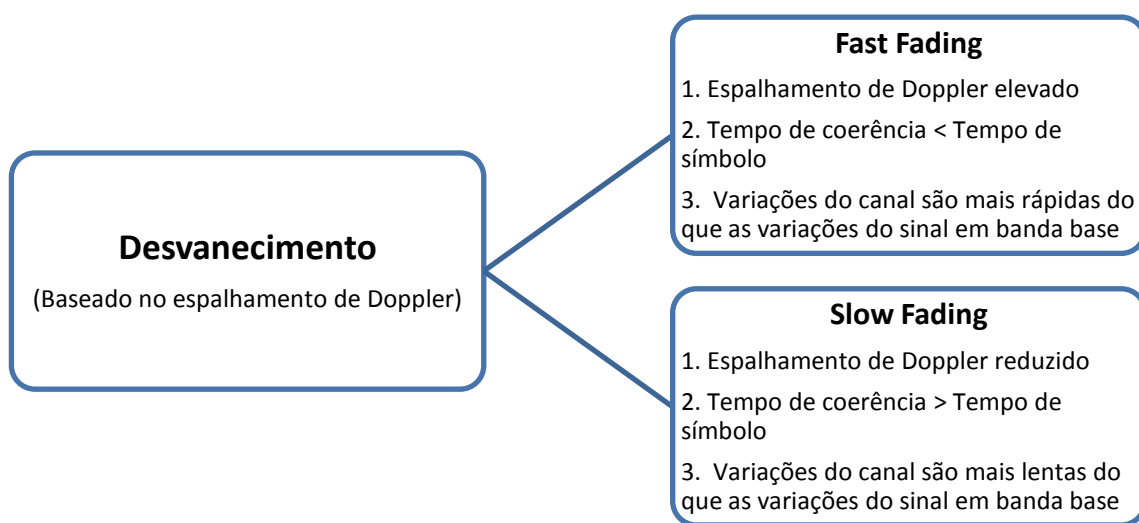 Desvanecimento
(Baseado no espalhamento de Doppler)
Fast Fading
1. Espalhamento de Doppler elevado
2. Tempo de coerência < Tempo de
símbolo
3. Variações do canal são mais rápidas do
que as variações do sinal em banda base
Slow Fading
1. Espalhamento de Doppler reduzido
2. Tempo de coerência > Tempo de
símbolo
3. Variações do canal são mais lentas do
que as variações do sinal em banda base